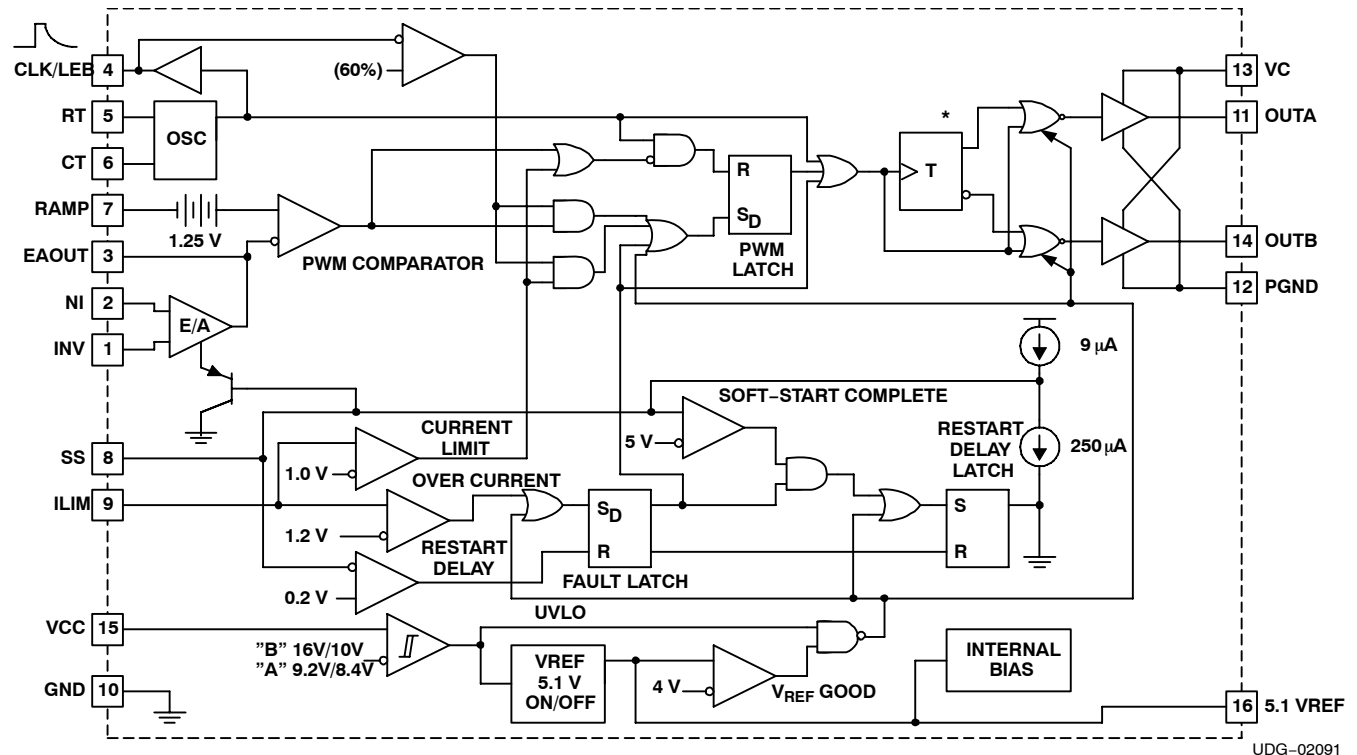 CLK/LEB 4
(60%)
13 VC
RT 5
OSC
*
11 OUTA
CT 6
R
T
RAMP 7
SD
1.25 V
PWM
LATCH
EAOUT 3
PWM COMPARATOR
14 OUTB
NI 2
12 PGND
E/A
INV 1
9 μA
SOFT−START COMPLETE
CURRENT
LIMIT
RESTART
DELAY
LATCH
5 V
250 μA
SS 8
1.0 V
OVER CURRENT
ILIM 9
SD
S
1.2 V
RESTART
DELAY
R
R
FAULT LATCH
0.2 V
UVLO
VCC 15
"B" 16V/10V
"A" 9.2V/8.4V
VREF
5.1 V
ON/OFF
INTERNAL
BIAS
4 V
VREF GOOD
GND 10
16 5.1 VREF
UDG−02091